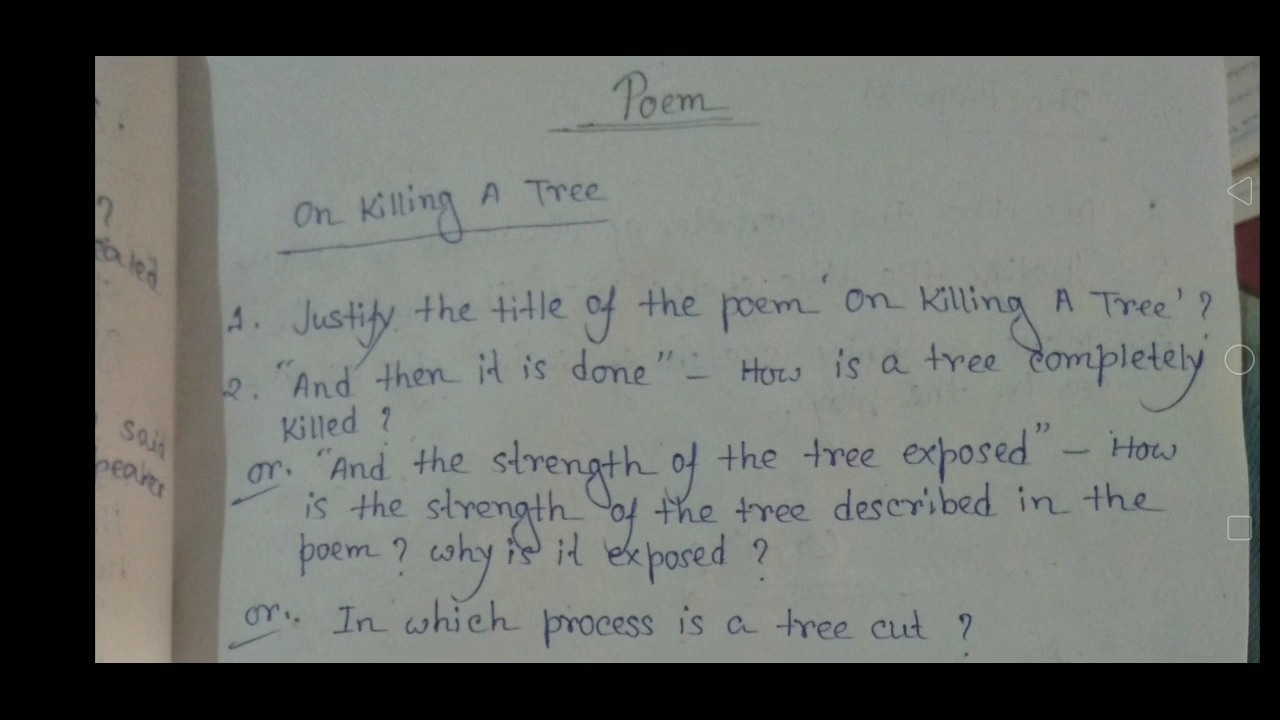 Poem
On Killing A Tree
1. Justify the title of the poem 'On Killing A Tree'?
2. "And then it is done" – How is a tree completely
killed ?
or. "And the strength of the tree exposed" – How
is the strength of the tree described in the
poem ? why is it exposed ?
or. In which process is a tree cut ?
?
ealed
said